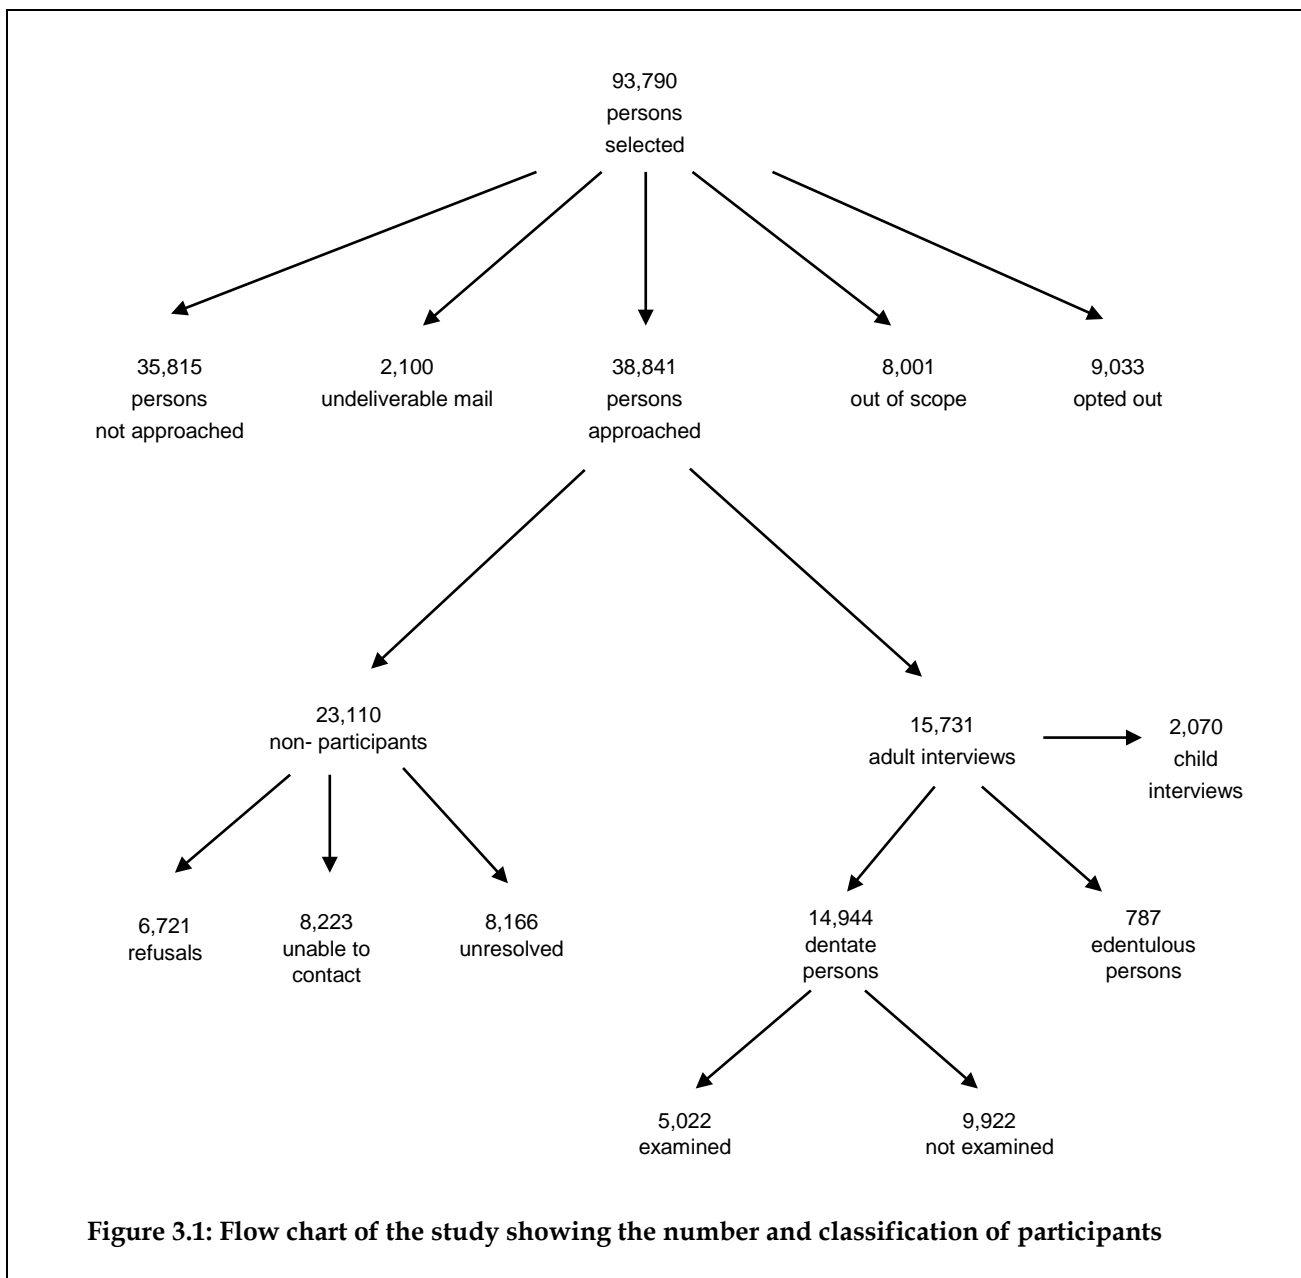 93,790
persons
selected
35,815
persons
not approached
2,100
undeliverable mail
38,841
persons
approached
8,001
out of scope
9,033
opted out
23,110
non- participants
15,731
adult interviews
2,070
child
interviews
6,721
refusals
8,223
unable to
contact
8,166
unresolved
14,944
dentate
persons
787
edentulous
persons
5,022
examined
9,922
not examined
Figure 3.1: Flow chart of the study showing the number and classification of participants